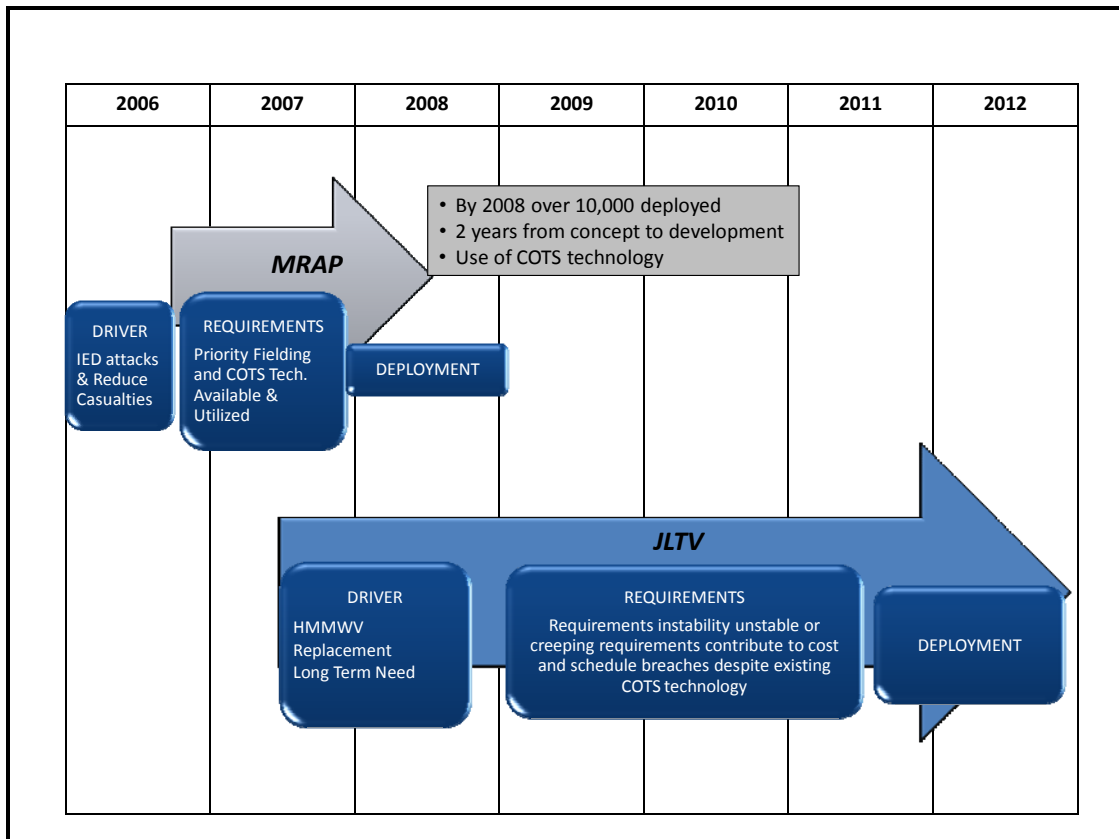 2006 2007 2008 2009 2010 2011 2012
• By 2008 over 10,000 deployed
• 2 years from concept to development
• Use of COTS technology
MRAP
DRIVER
IED attacks
& Reduce
Casualties
REQUIREMENTS
Priority Fielding
and COTS Tech.
Available &
Utilized
DEPLOYMENT
JLTV
DRIVER
HMMWV
Replacement
Long Term Need
REQUIREMENTS
Requirements instability unstable or
creeping requirements contribute to cost
and schedule breaches despite existing
COTS technology
DEPLOYMENT